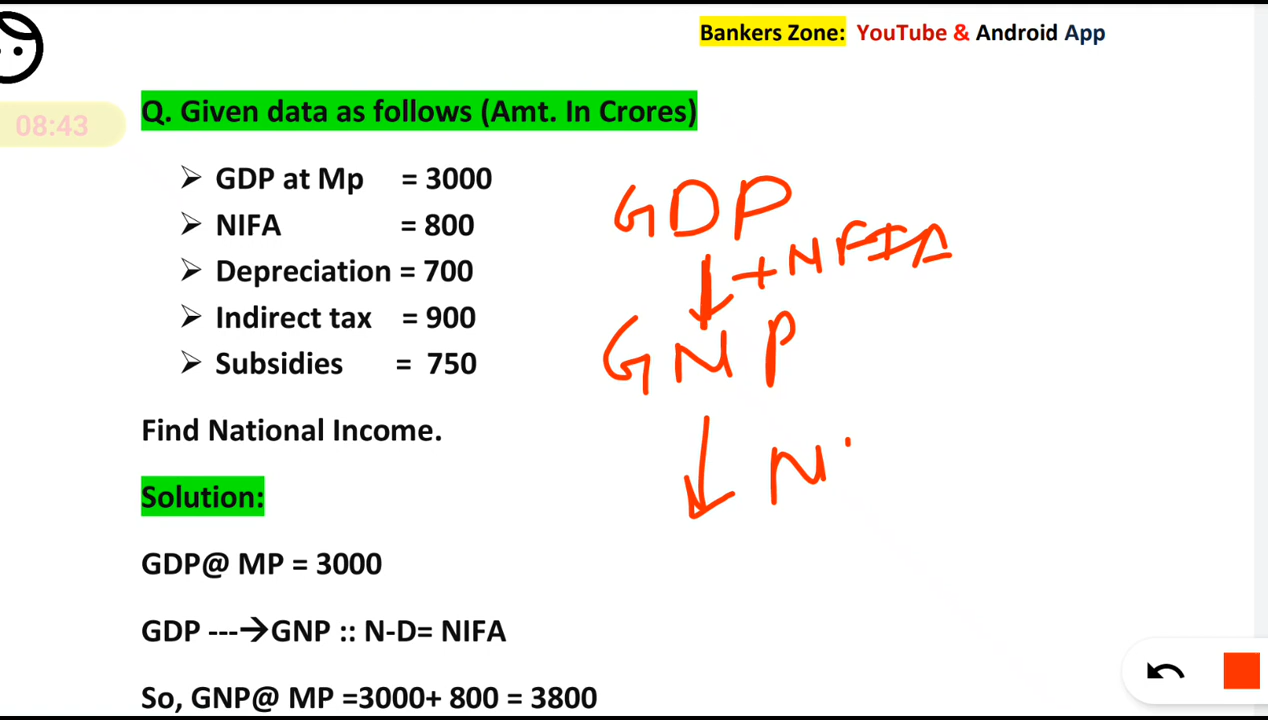 Bankers Zone: YouTube & Android App
08:43
Q. Given data as follows (Amt. In Crores)
➢ GDP at Mp = 3000
➢ NIFA = 800
➢ Depreciation = 700
➢ Indirect tax = 900
➢ Subsidies = 750
Find National Income.
Solution:
GDP@ MP = 3000
GDP ---→GNP :: N-D= NIFA
So, GNP@ MP =3000+ 800 = 3800
GDP
+NFIA
GNP
N